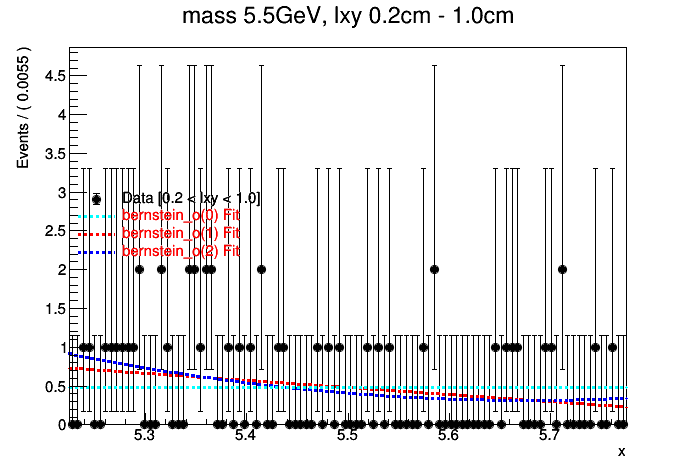 mass 5.5GeV, lxy 0.2cm - 1.0cm
Events / ( 0.0055 )
4.5
4
3.5
3
2.5
2
1.5
1
0.5
0
Data [0.2 < lxy < 1.0]
bernstein_o(0) Fit
bernstein_o(1) Fit
bernstein_o(2) Fit
5.3 5.4 5.5 5.6 5.7
x